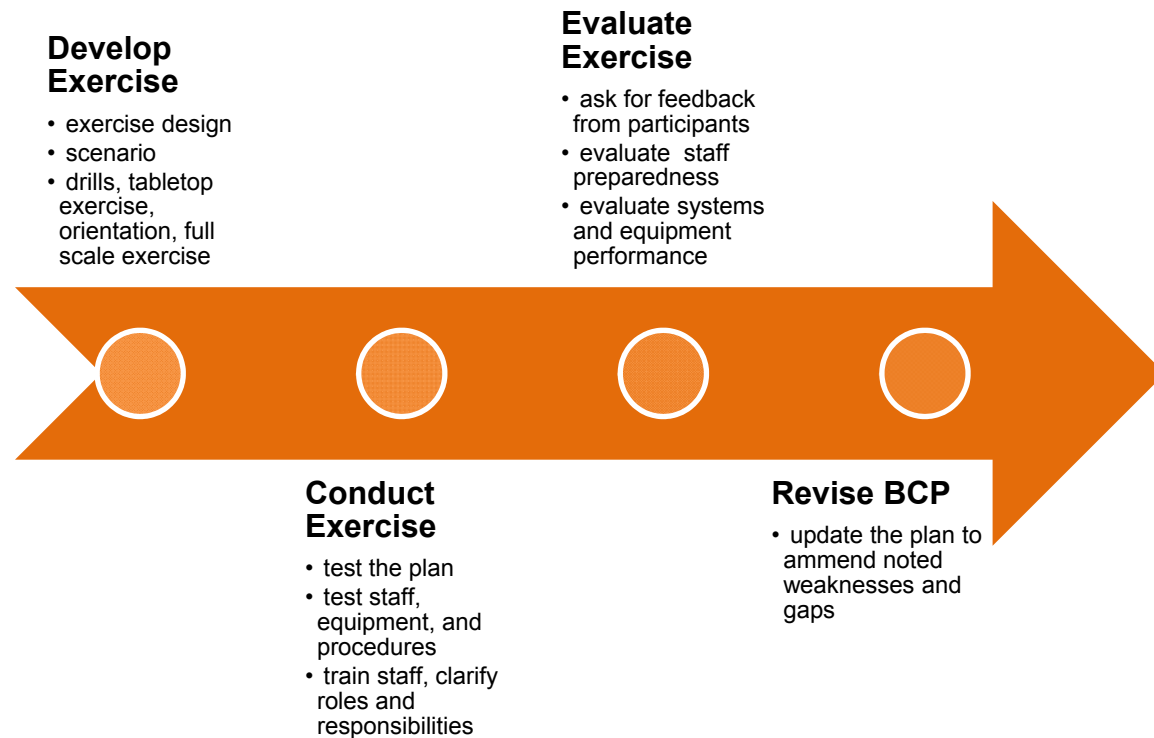 Develop
Exercise
• exercise design
• scenario
• drills, tabletop
exercise,
orientation, full
scale exercise
Conduct
Exercise
• test the plan
• test staff,
equipment, and
procedures
• train staff, clarify
roles and
responsibilities
Evaluate
Exercise
• ask for feedback
from participants
• evaluate  staff
preparedness
• evaluate systems
and equipment
performance
Revise BCP
• update the plan to
ammend noted
weaknesses and
gaps